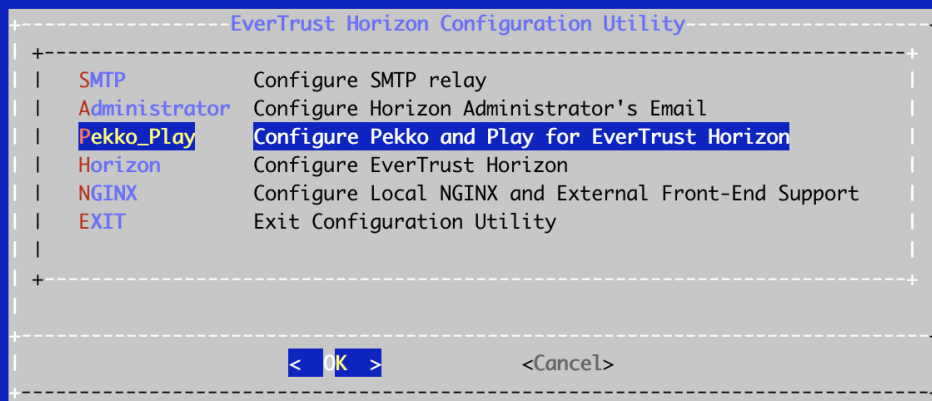 EverTrust Horizon Configuration Utility
SMTP Configure SMTP relay
Administrator Configure Horizon Administrator's Email
Pekko_Play Configure Pekko and Play for EverTrust Horizon
Horizon Configure EverTrust Horizon
NGINX Configure Local NGINX and External Front-End Support
EXIT Exit Configuration Utility
< OK > <Cancel>